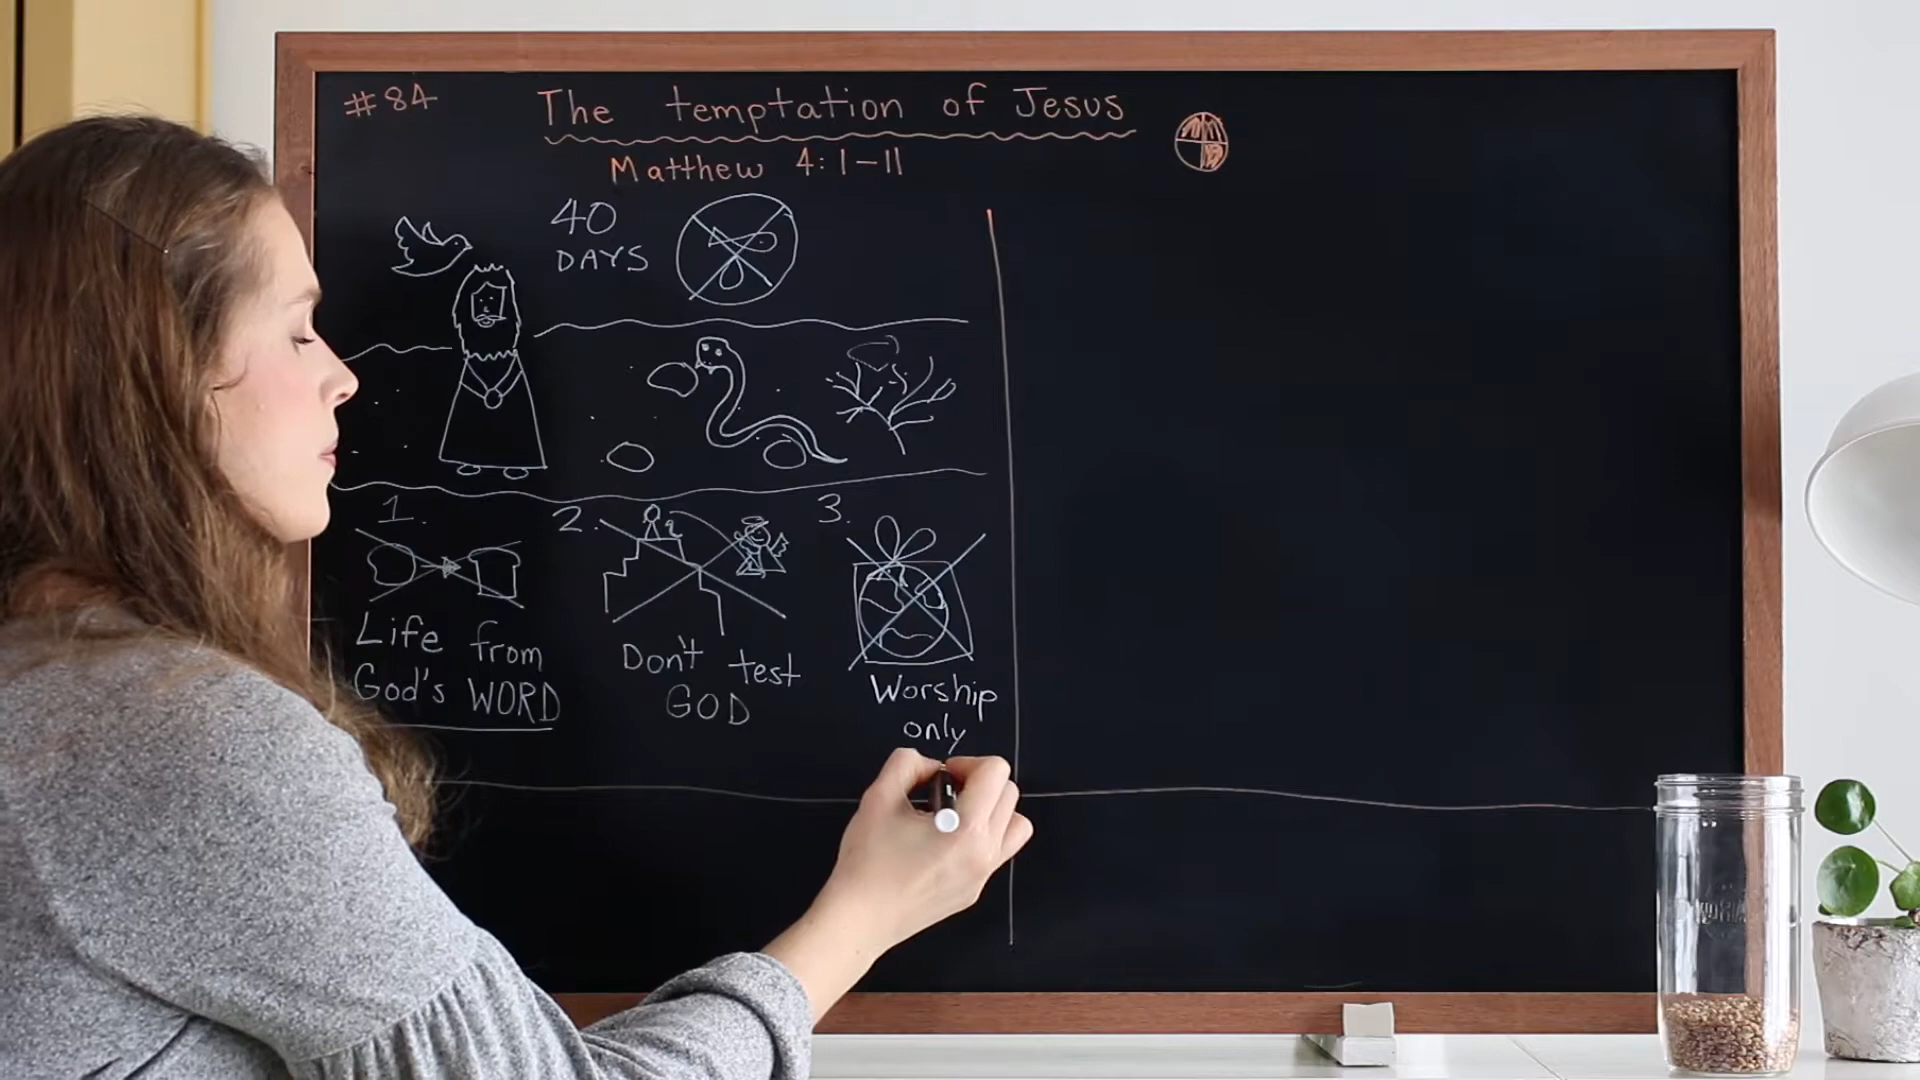 #84
The temptation of Jesus
Matthew 4:1-11
40
DAYS
1.
Life from
God's WORD
2.
Don't test
GOD
3.
Worship
only